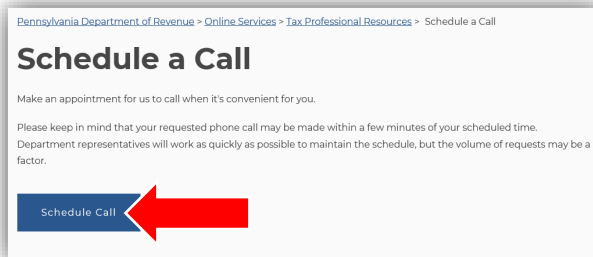 Pennsylvania Department of Revenue > Online Services > Tax Professional Resources > Schedule a Call
Schedule a Call
Make an appointment for us to call when it's convenient for you.
Please keep in mind that your requested phone call may be made within a few minutes of your scheduled time.
Department representatives will work as quickly as possible to maintain the schedule, but the volume of requests may be a
factor.
Schedule Call